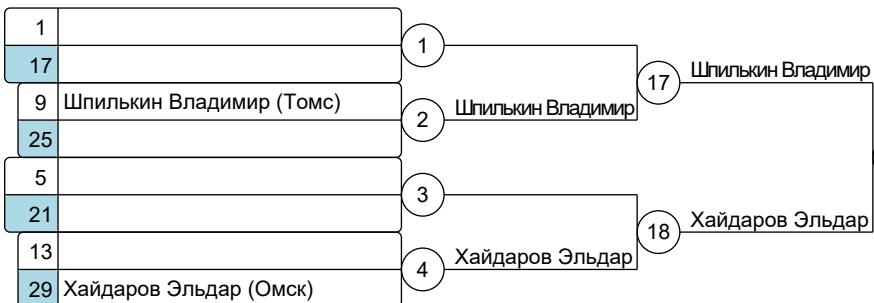 1
17
9 Шпилькин Владимир (Томс)
25
5
21
13
29 Хайдаров Эльдар (Омск)
1
2 Шпилькин Владимир
3
4 Хайдаров Эльдар
17 Шпилькин Владимир
18 Хайдаров Эльдар